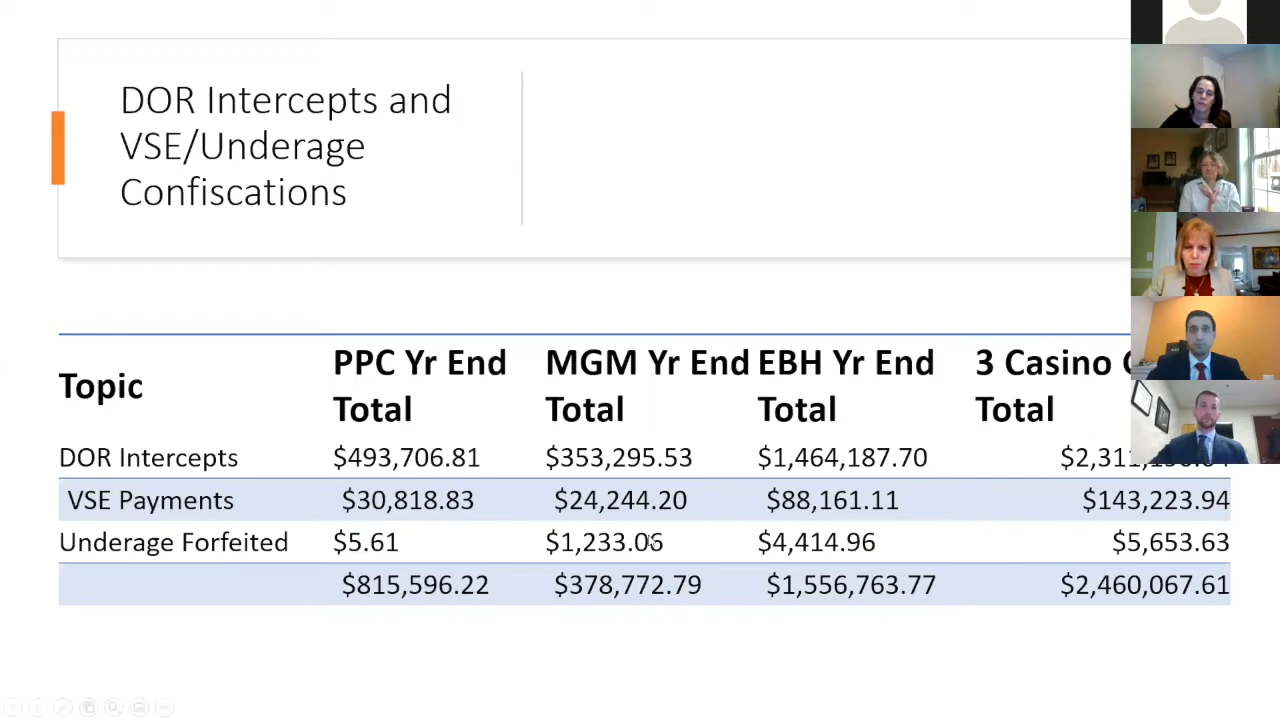 DOR Intercepts and
VSE/Underage
Confiscations
Topic
PPC Yr End
Total
MGM Yr End
Total
EBH Yr End
Total
3 Casino
Total
DOR Intercepts $493,706.81 $353,295.53 $1,464,187.70
VSE Payments $30,818.83 $24,244.20 $88,161.11 $143,223.94
Underage Forfeited $5.61 $1,233.06 $4,414.96 $5,653.63
$815,596.22 $378,772.79 $1,556,763.77 $2,460,067.61